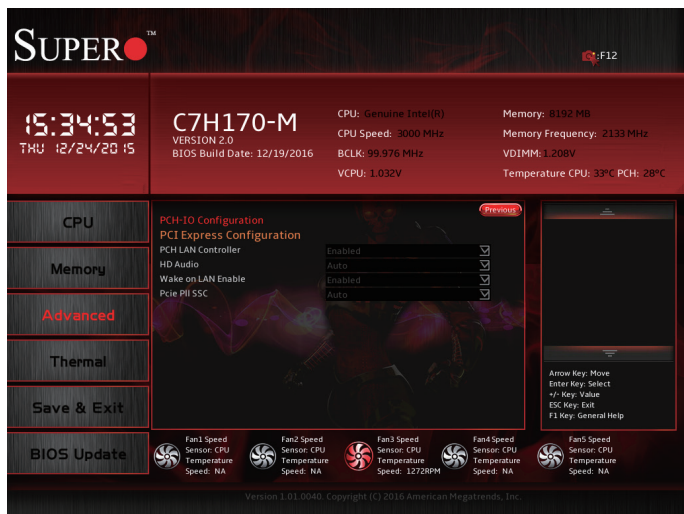 SUPER TM
:F12
15:34:53
THU 12/24/2015
C7H170-M
VERSION 2.0
BIOS Build Date: 12/19/2016
CPU: Genuine Intel(R)
CPU Speed: 3000 MHz
BCLK: 99.976 MHz
VCPU: 1.032V
Memory: 8192 MB
Memory Frequency: 2133 MHz
VDIMM: 1.208V
Temperature CPU: 33°C PCH: 28°C
CPU
Memory
Advanced
Thermal
Save & Exit
BIOS Update
Previous
PCH-IO Configuration
PCI Express Configuration
PCH LAN Controller Enabled
HD Audio Auto
Wake on LAN Enable Enabled
Pcie Pll SSC Auto
Arrow Key: Move
Enter Key: Select
+/- Key: Value
ESC Key: Exit
F1 Key: General Help
Fan1 Speed
Sensor: CPU
Temperature
Speed: NA
Fan2 Speed
Sensor: CPU
Temperature
Speed: NA
Fan3 Speed
Sensor: CPU
Temperature
Speed: 1272RPM
Fan4 Speed
Sensor: CPU
Temperature
Speed: NA
Fan5 Speed
Sensor: CPU
Temperature
Speed: NA
Version 1.01.0040. Copyright (C) 2016 American Megatrends, Inc.